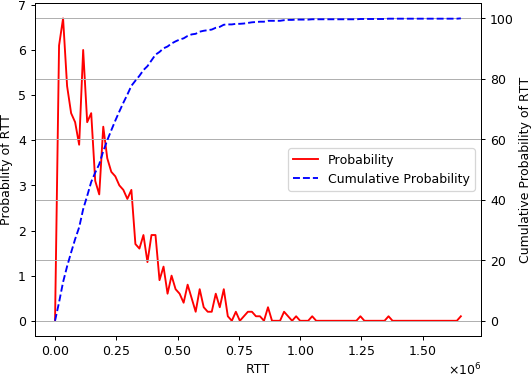 7
6
5
4
3
2
1
0
Probability of RTT
100
80
60
40
20
0
Cumulative Probability of RTT
Probability
Cumulative Probability
0.00 0.25 0.50 0.75 1.00 1.25 1.50
×10⁶
RTT